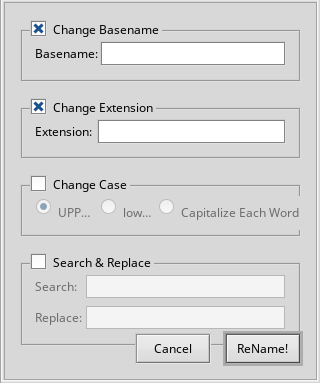 Change Basename
Basename:
Change Extension
Extension:
Change Case
UPP... low... Capitalize Each Word
Search & Replace
Search:
Replace:
Cancel ReName!